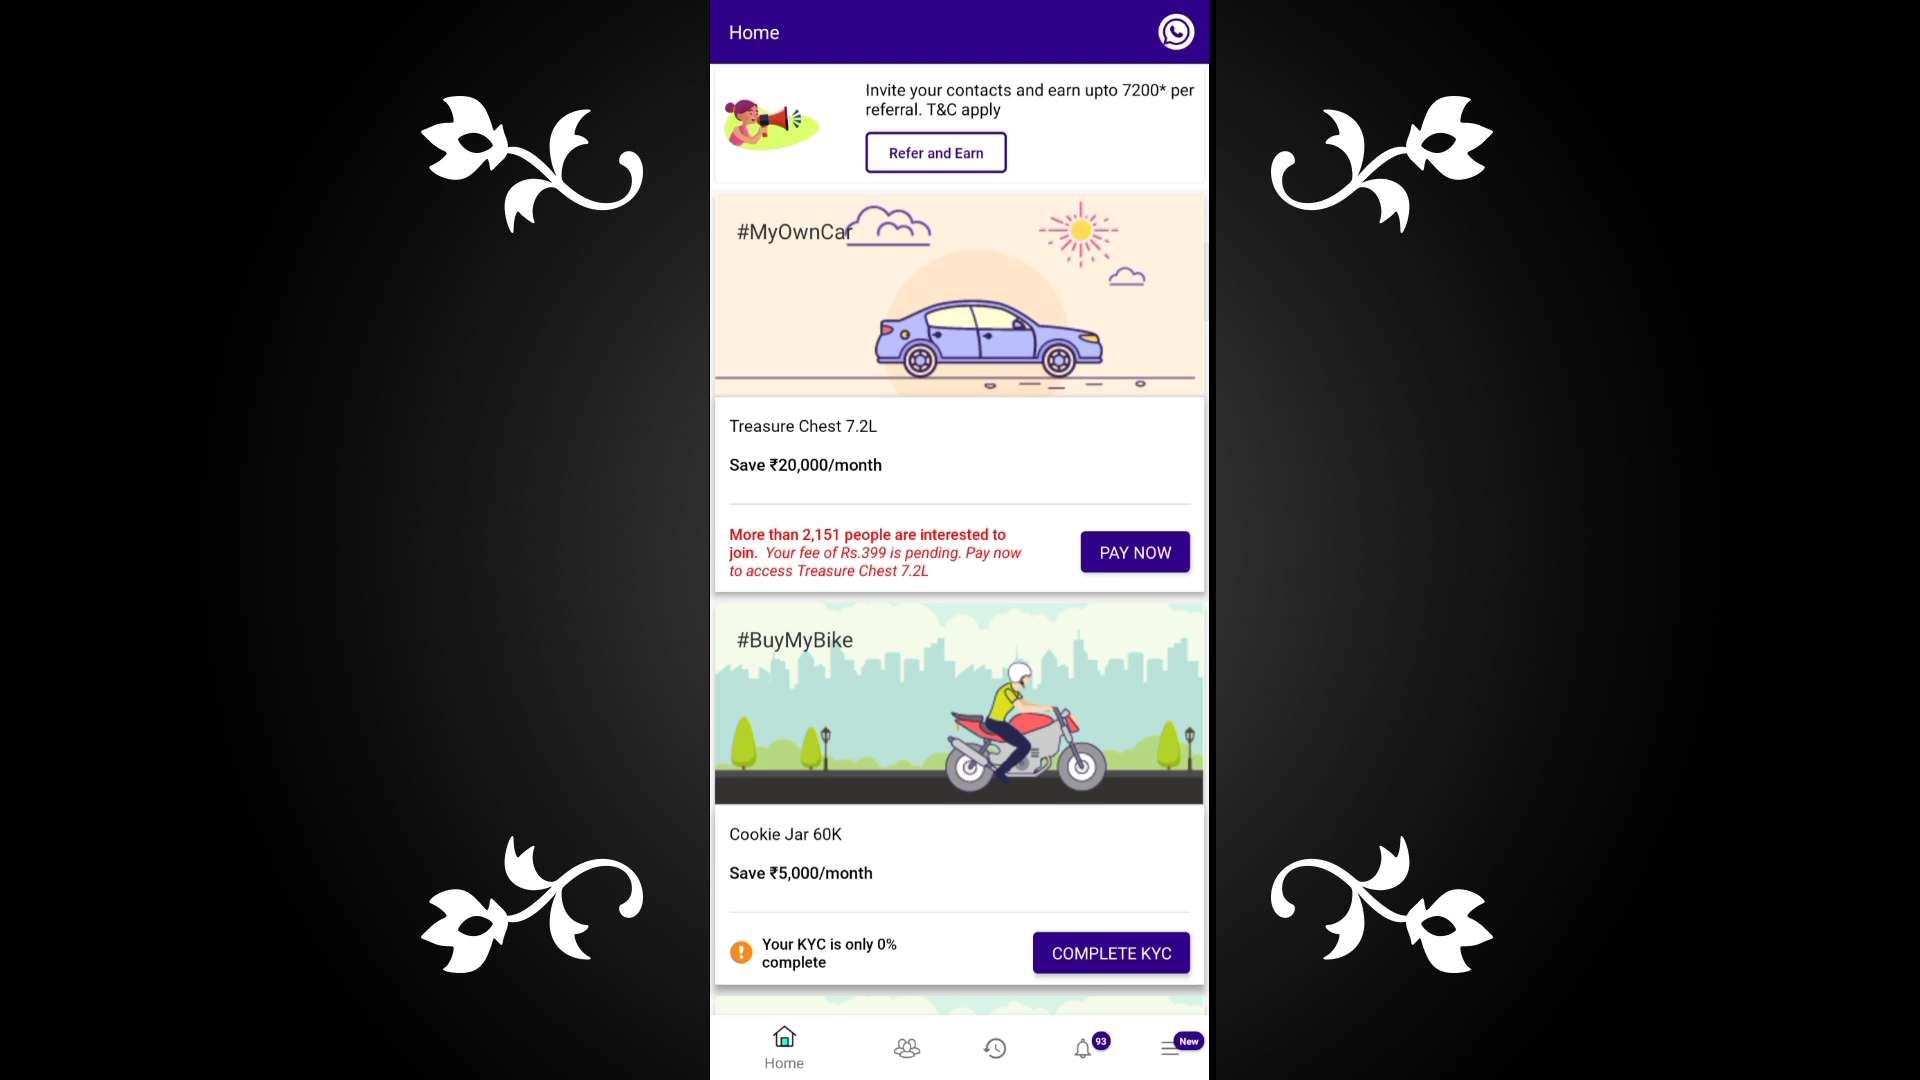 Home
Invite your contacts and earn upto 7200* per
referral. T&C apply
Refer and Earn
#MyOwnCar
Treasure Chest 7.2L
Save ₹20,000/month
More than 2,151 people are interested to
join. Your fee of Rs.399 is pending. Pay now
to access Treasure Chest 7.2L
PAY NOW
#BuyMyBike
Cookie Jar 60K
Save ₹5,000/month
Your KYC is only 0%
complete
COMPLETE KYC
93
New
Home